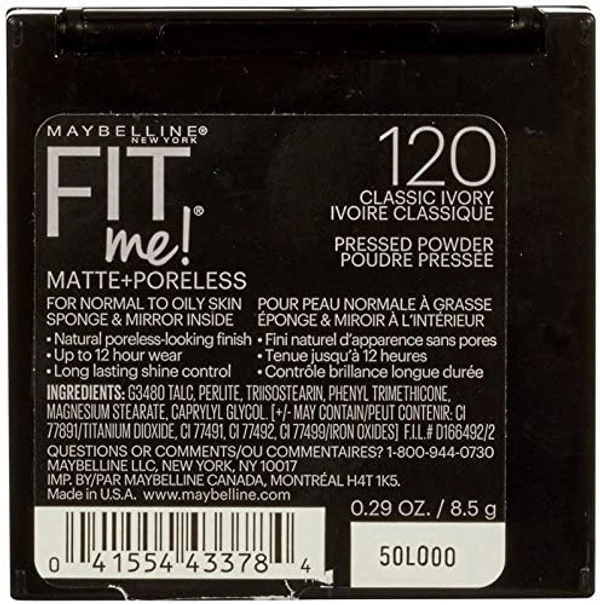 MAYBELLINE®
NEW YORK
FIT
me!®
MATTE+PORELESS
FOR NORMAL TO OILY SKIN
SPONGE & MIRROR INSIDE
• Natural poreless-looking finish
• Up to 12 hour wear
• Long lasting shine control
120
CLASSIC IVORY
IVOIRE CLASSIQUE
PRESSED POWDER
POUDRE PRESSÉE
POUR PEAU NORMALE À GRASSE
ÉPONGE & MIROIR À L'INTÉRIEUR
• Fini naturel d'apparence sans pores
• Tenue jusqu'à 12 heures
• Contrôle brillance longue durée
INGREDIENTS: G3480 TALC, PERLITE, TRIISOSTEARIN, PHENYL TRIMETHICONE,
MAGNESIUM STEARATE, CAPRYLYL GLYCOL. [+/- MAY CONTAIN/PEUT CONTENIR: CI
77891/TITANIUM DIOXIDE, CI 77491, CI 77492, CI 77499/IRON OXIDES] F.I.L.# D166492/2
QUESTIONS OR COMMENTS/OU COMMENTAIRES? 1-800-944-0730
MAYBELLINE LLC, NEW YORK, NY 10017
IMP. BY/PAR MAYBELLINE CANADA, MONTRÉAL H4T 1K5.
Made in U.S.A. www.maybelline.com
0.29 OZ. / 8.5 g
0 41554 43378 4
50L000